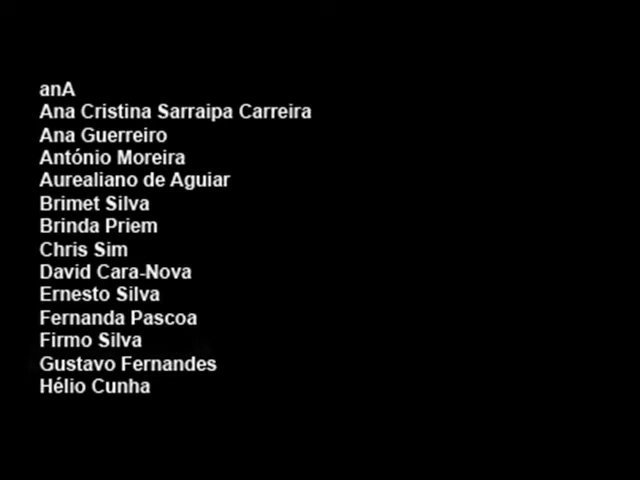 anA
Ana Cristina Sarraipa Carreira
Ana Guerreiro
António Moreira
Aurealiano de Aguiar
Brimet Silva
Brinda Priem
Chris Sim
David Cara-Nova
Ernesto Silva
Fernanda Pascoa
Firmo Silva
Gustavo Fernandes
Hélio Cunha